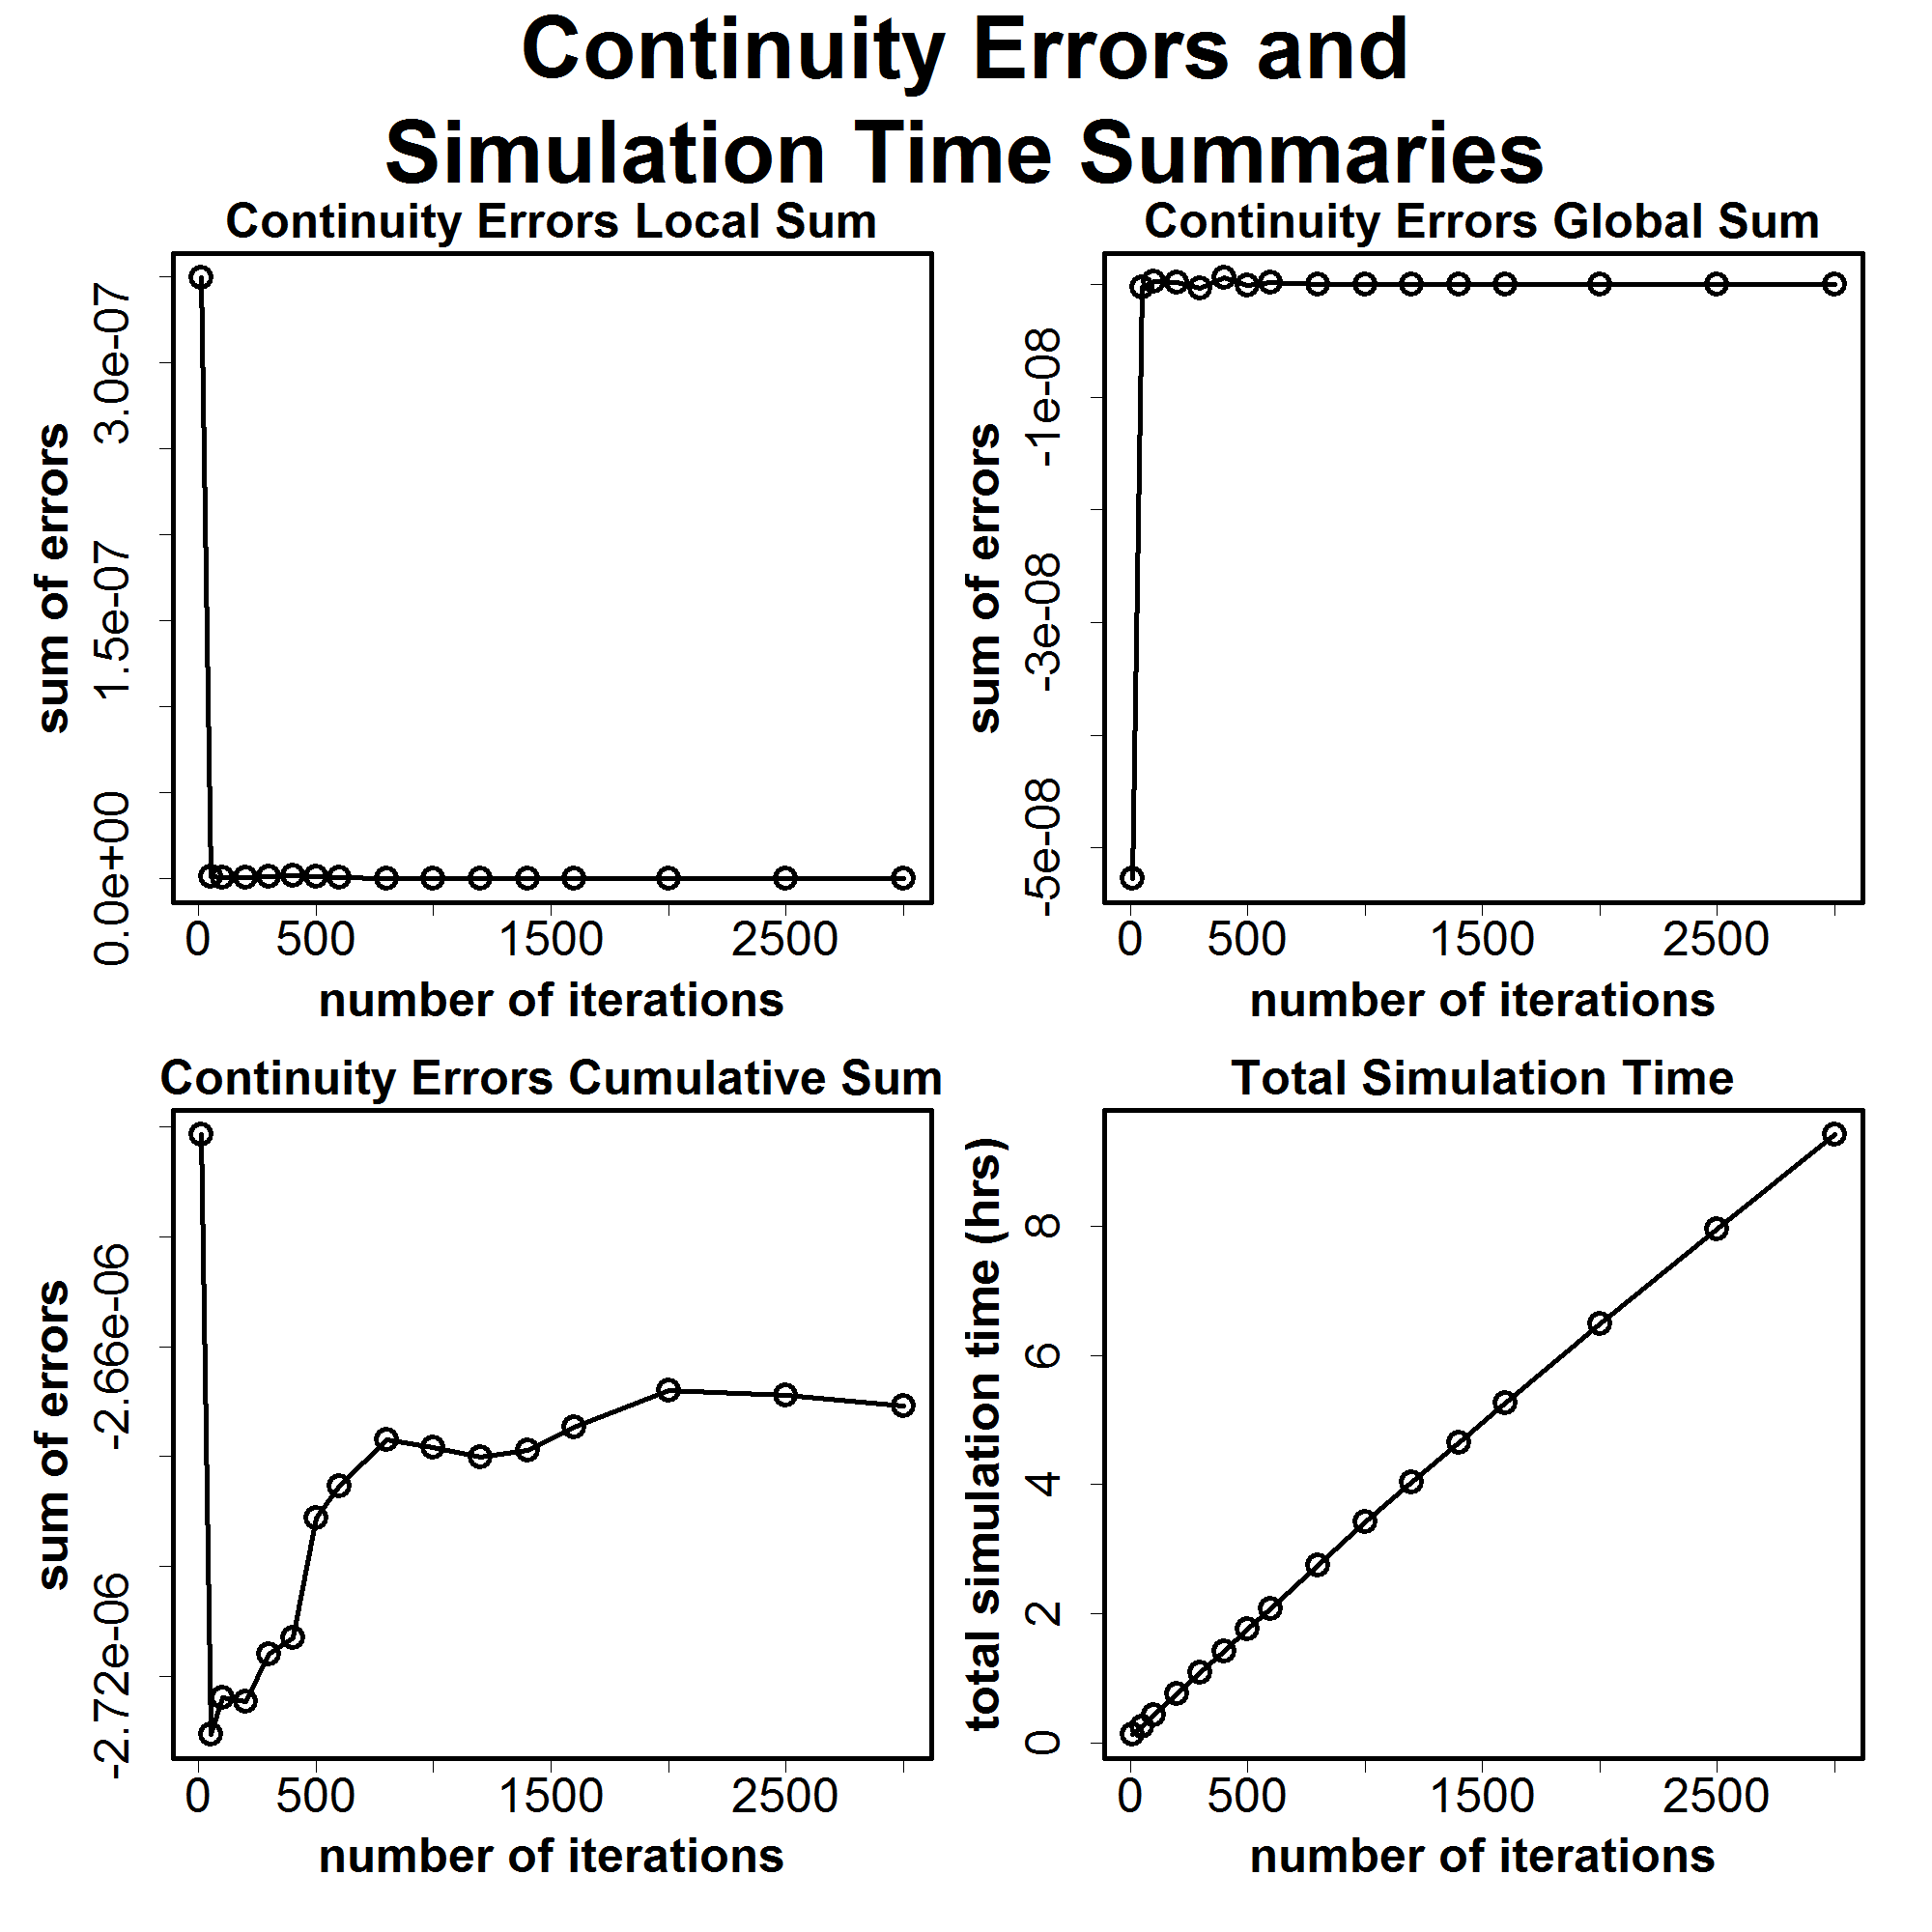 Continuity Errors and
Simulation Time Summaries
Continuity Errors Local Sum
sum of errors
0.0e+00 1.5e-07 3.0e-07
0 500 1500 2500
number of iterations
Continuity Errors Global Sum
sum of errors
-5e-08 -3e-08 -1e-08
0 500 1500 2500
number of iterations
Continuity Errors Cumulative Sum
sum of errors
-2.72e-06 -2.66e-06
0 500 1500 2500
number of iterations
Total Simulation Time
total simulation time (hrs)
0 2 4 6 8
0 500 1500 2500
number of iterations